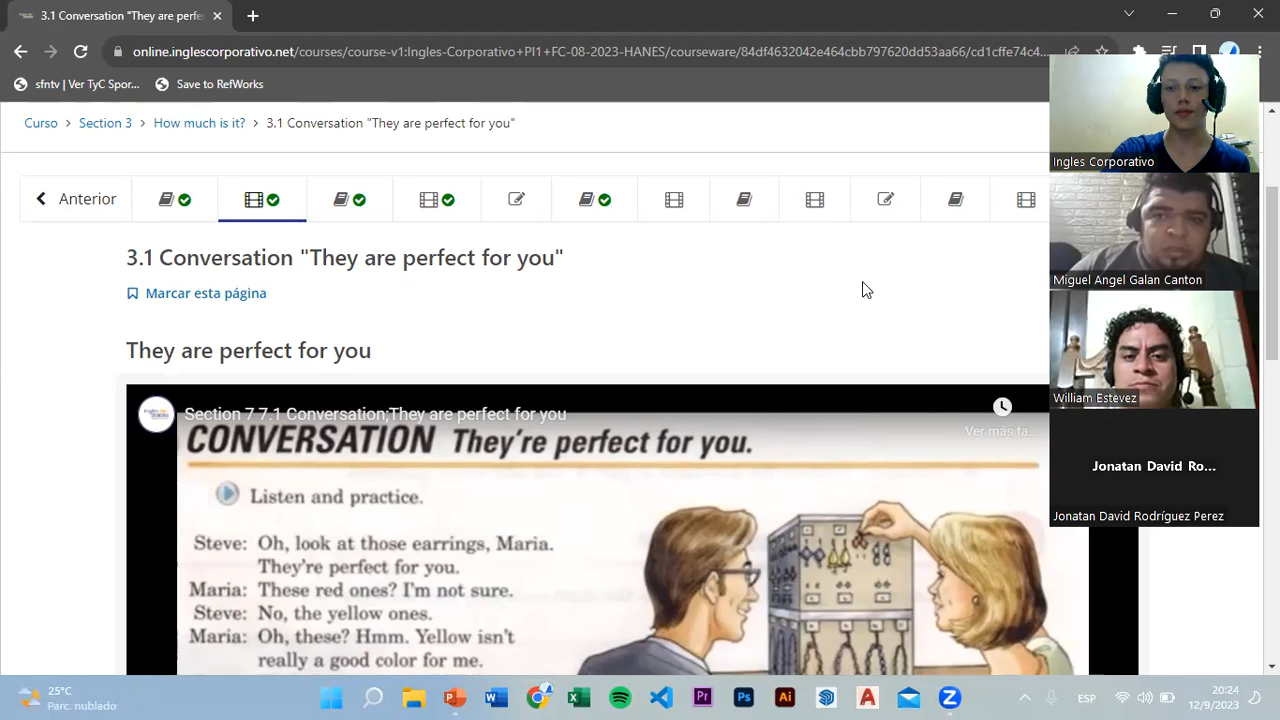 3.1 Conversation "They are perfe
online.inglescorporativo.net/courses/course-v1:Ingles-Corporativo+PI1+FC-08-2023-HANES/courseware/84df4632042e464cbb797620dd53aa66/cd1cffe74c4...
sfntv | Ver TyC Spor...
Save to RefWorks
Curso > Section 3 > How much is it? > 3.1 Conversation "They are perfect for you"
Anterior
3.1 Conversation "They are perfect for you"
Marcar esta página
They are perfect for you
Section 7 7.1 Conversation;They are perfect for you
Ver más ta...
CONVERSATION They're perfect for you.
Listen and practice.
Steve: Oh, look at those earrings, Maria.
They're perfect for you.
Maria: These red ones? I'm not sure.
Steve: No, the yellow ones.
Maria: Oh, these? Hmm. Yellow isn't
really a good color for me.
Ingles Corporativo
Miguel Angel Galan Canton
William Estevez
Jonatan David Ro...
Jonatan David Rodríguez Perez
25°C
Parc. nublado
ESP
20:24
12/9/2023